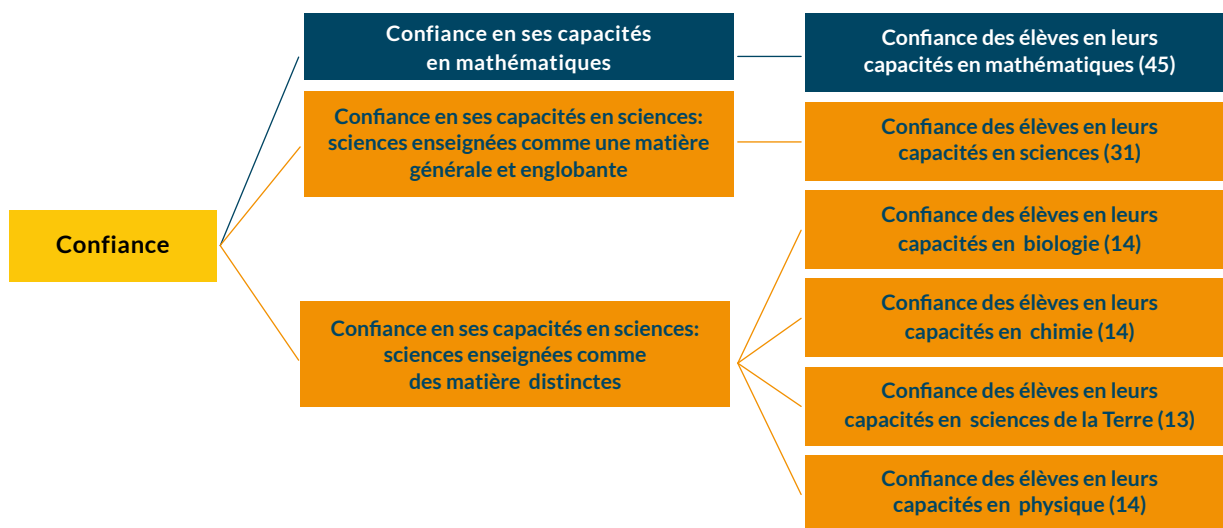 Confiance
Confiance en ses capacités
en mathématiques
Confiance des élèves en leurs
capacités en mathématiques (45)
Confiance en ses capacités en sciences:
sciences enseignées comme une matière
générale et englobante
Confiance des élèves en leurs
capacités en sciences (31)
Confiance en ses capacités en sciences:
sciences enseignées comme
des matière distinctes
Confiance des élèves en leurs
capacités en biologie (14)
Confiance des élèves en leurs
capacités en chimie (14)
Confiance des élèves en leurs
capacités en sciences de la Terre (13)
Confiance des élèves en leurs
capacités en physique (14)